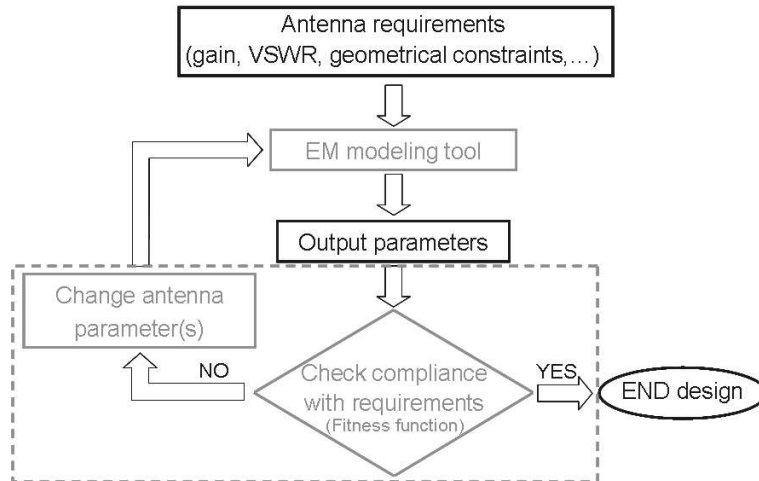 Antenna requirements
(gain, VSWR, geometrical constraints,...)
EM modeling tool
Output parameters
Change antenna
parameter(s)
NO
Check compliance
with requirements
(Fitness function)
YES
END design